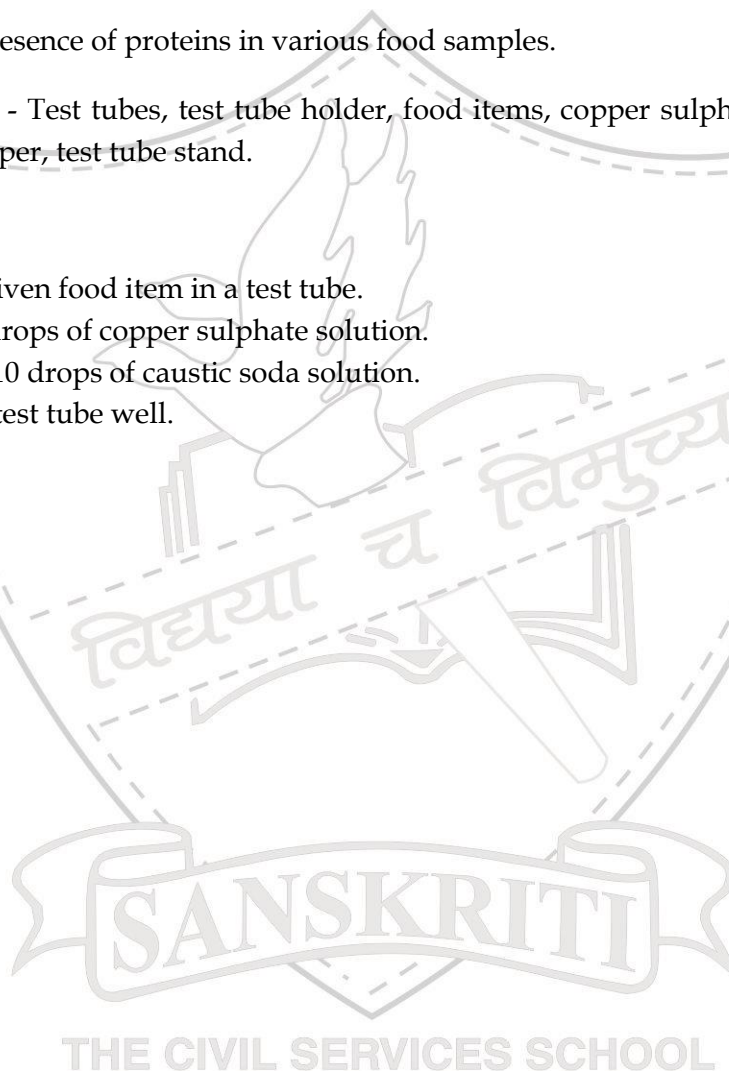 esence of proteins in various food samples.
- Test tubes, test tube holder, food items, copper sulph
per, test tube stand.
iven food item in a test tube.
rops of copper sulphate solution.
10 drops of caustic soda solution.
test tube well.
विद्यया च विमुच्य
SANSKRITI
THE CIVIL SERVICES SCHOOL